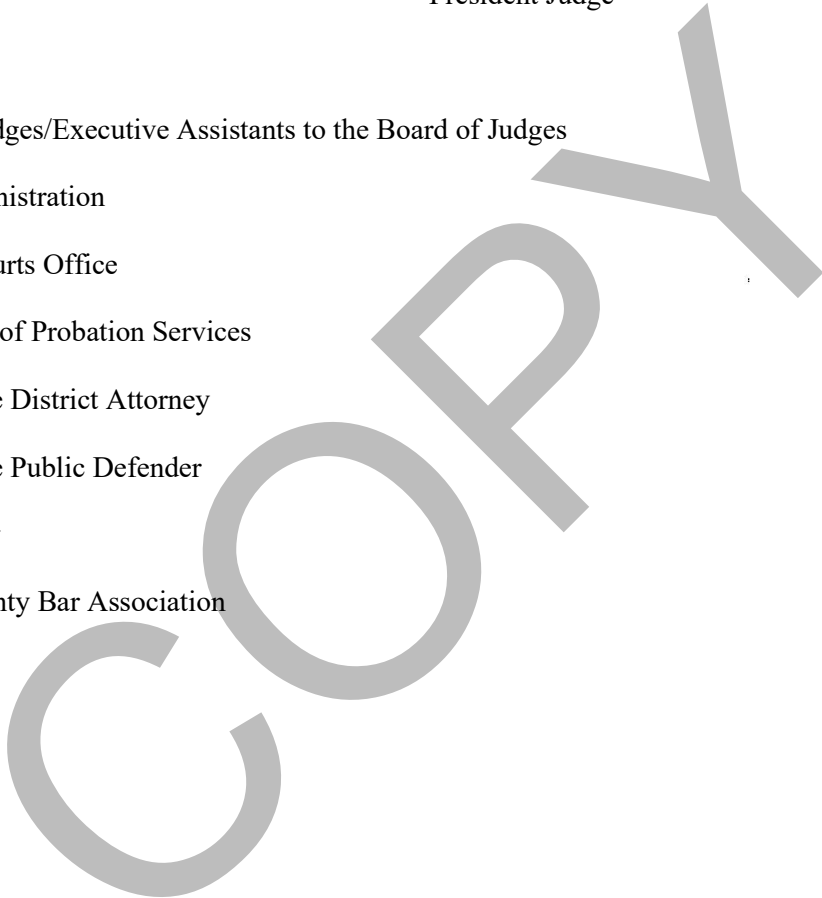 President Judge
dges/Executive Assistants to the Board of Judges
nistration
urts Office
of Probation Services
e District Attorney
e Public Defender
nty Bar Association
COPY